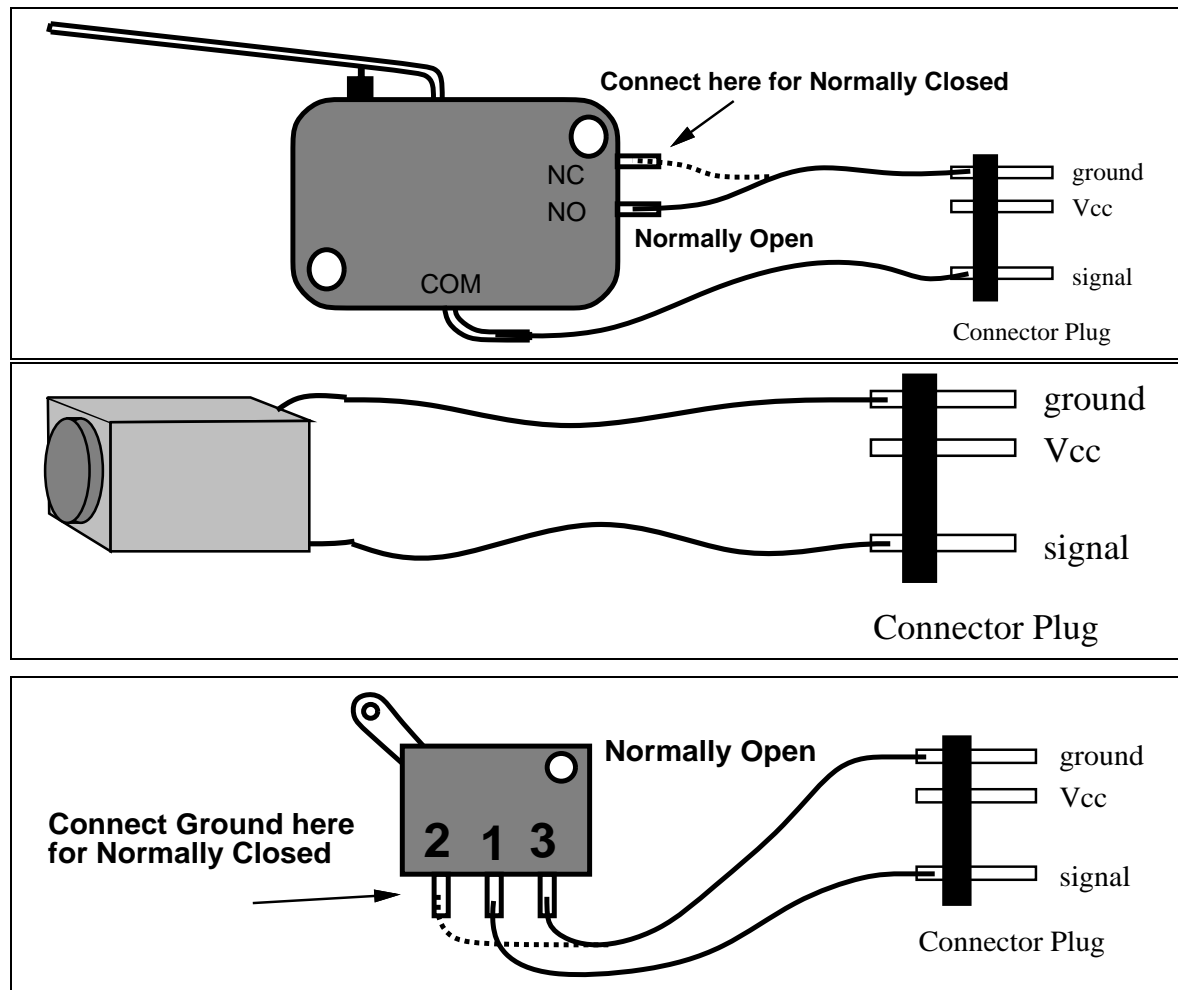 Connect here for Normally Closed
NC
NO
Normally Open
COM
ground
Vcc
signal
Connector Plug
ground
Vcc
signal
Connector Plug
Normally Open
Connect Ground here
for Normally Closed
2 1 3
ground
Vcc
signal
Connector Plug